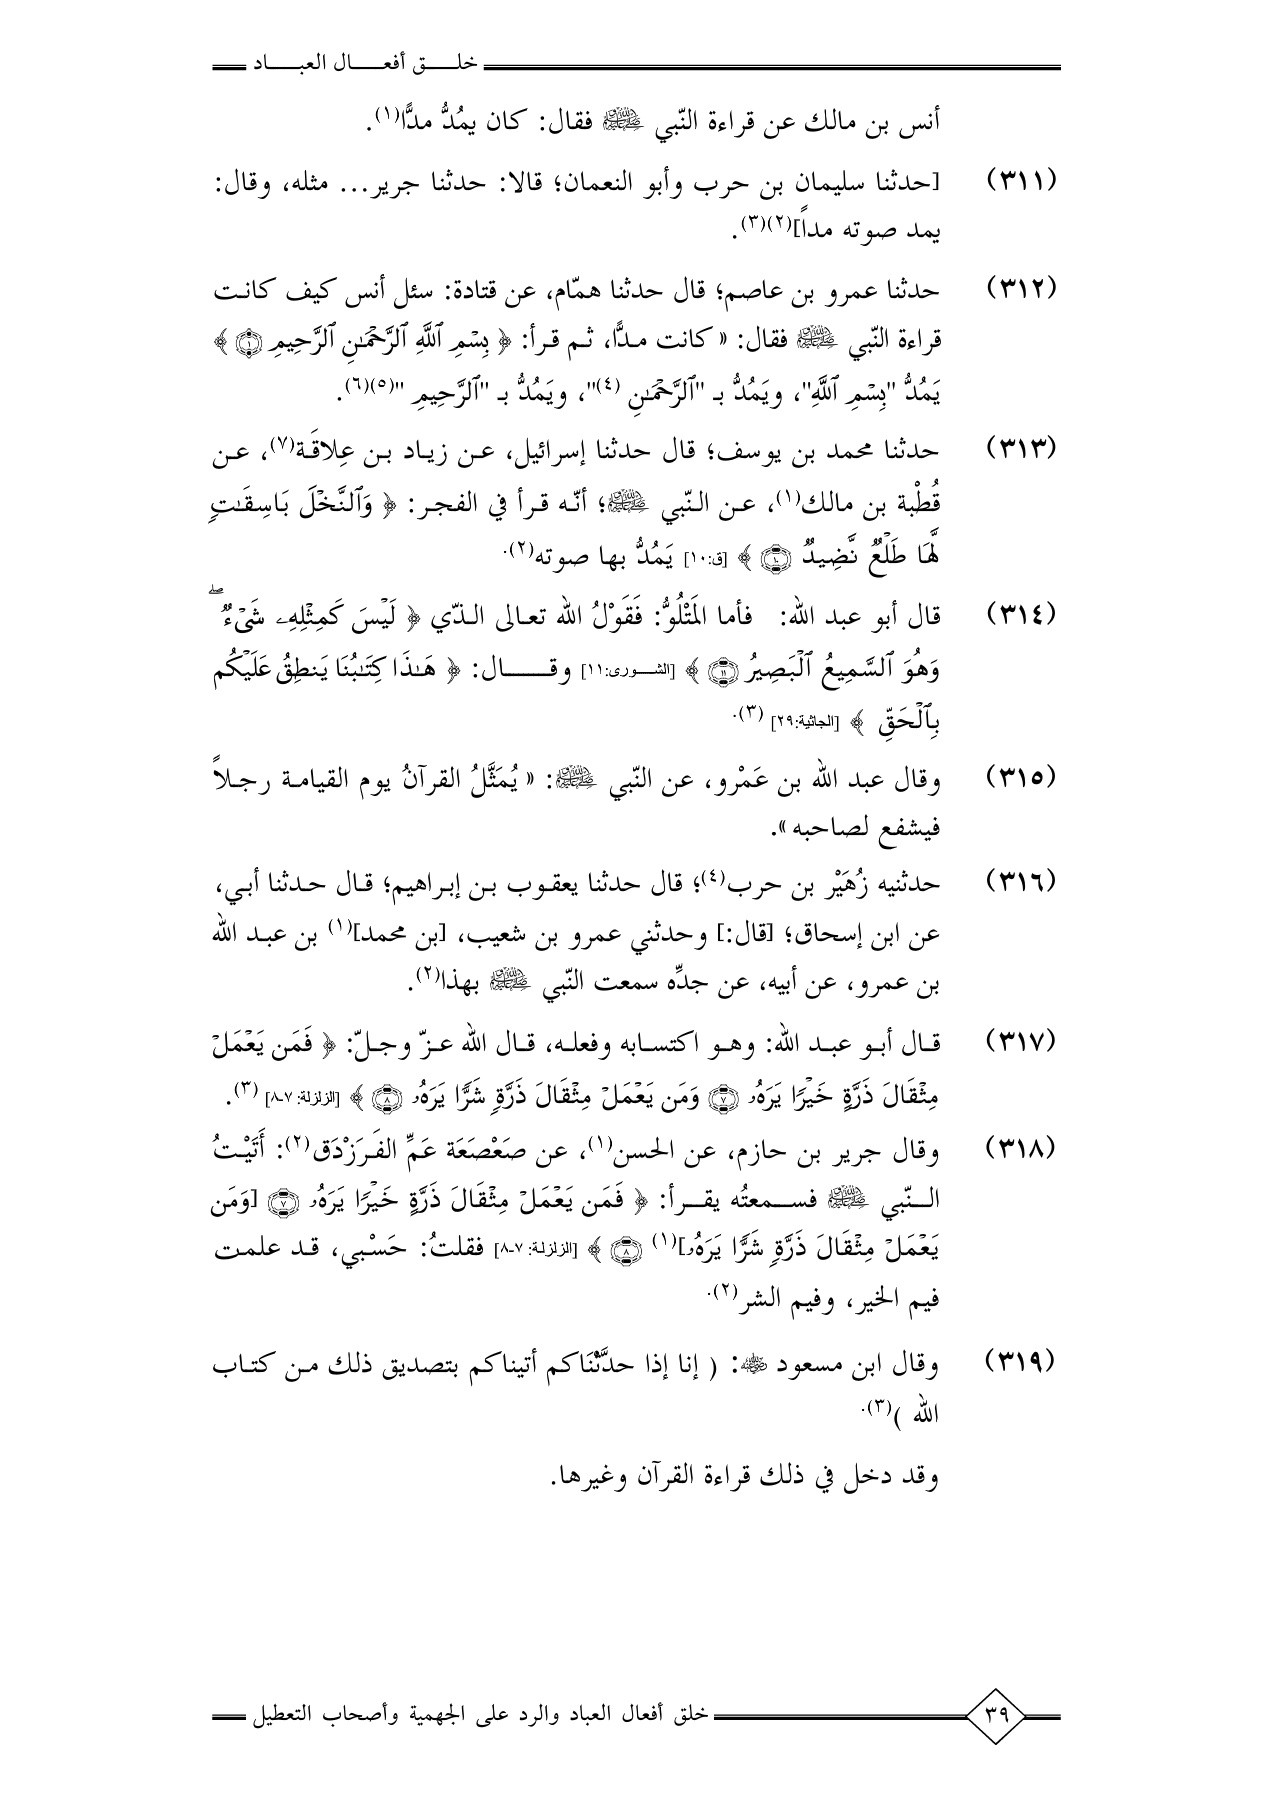 خلق أفعال العباد
أنس بن مالك عن قراءة النّبي ﷺ فقال: كان يمُدُّ مدًّا(١).
(٣١١) [حدثنا سليمان بن حرب وأبو النعمان؛ قالا: حدثنا جرير... مثله، وقال:
يمد صوته مداً](٢)(٣).
(٣١٢) حدثنا عمرو بن عاصم؛ قال حدثنا همّام، عن قتادة: سئل أنس كيف كانت
قراءة النّبي ﷺ فقال: « كانت مدًّا، ثم قرأ: ﴿ بِسْمِ ٱللَّهِ ٱلرَّحْمَٰنِ ٱلرَّحِيمِ ١ ﴾
يَمُدُّ "بِسْمِ ٱللَّهِ"، ويَمُدُّ بـ "ٱلرَّحْمَٰنِ (٤)"، ويَمُدُّ بـ "ٱلرَّحِيمِ "(٥)(٦).
(٣١٣) حدثنا محمد بن يوسف؛ قال حدثنا إسرائيل، عن زياد بن عِلاقَة(٧)، عن
قُطْبة بن مالك(١)، عن النّبي ﷺ؛ أنّه قرأ في الفجر: ﴿ وَٱلنَّخْلَ بَاسِقَٰتٍ
لَّهَا طَلْعٌ نَّضِيدٌ ١٠ ﴾ [ق:١٠] يَمُدُّ بها صوته(٢).
(٣١٤) قال أبو عبد الله: فأما المَتْلُوُّ: فَقَوْلُ الله تعالى الذّي ﴿ لَيْسَ كَمِثْلِهِۦ شَىْءٌۖ
وَهُوَ ٱلسَّمِيعُ ٱلْبَصِيرُ ١١ ﴾ [الشورى:١١] وقال: ﴿ هَٰذَا كِتَٰبُنَا يَنطِقُ عَلَيْكُم
بِٱلْحَقِّ ﴾ [الجاثية:٢٩] (٣).
(٣١٥) وقال عبد الله بن عَمْرو، عن النّبي ﷺ: « يُمَثَّلُ القرآنُ يوم القيامة رجلاً
فيشفع لصاحبه ».
(٣١٦) حدثنيه زُهَيْر بن حرب(٤)؛ قال حدثنا يعقوب بن إبراهيم؛ قال حدثنا أبي،
عن ابن إسحاق؛ [قال:] وحدثني عمرو بن شعيب، [بن محمد](١) بن عبد الله
بن عمرو، عن أبيه، عن جدِّه سمعت النّبي ﷺ بهذا(٢).
(٣١٧) قال أبو عبد الله: وهو اكتسابه وفعله، قال الله عزّ وجلّ: ﴿ فَمَن يَعْمَلْ
مِثْقَالَ ذَرَّةٍ خَيْرًا يَرَهُۥ ٧ وَمَن يَعْمَلْ مِثْقَالَ ذَرَّةٍ شَرًّا يَرَهُۥ ٨ ﴾ [الزلزلة: ٧-٨] (٣).
(٣١٨) وقال جرير بن حازم، عن الحسن(١)، عن صَعْصَعَة عَمِّ الفَرَزْدَق(٢): أَتَيْتُ
النّبي ﷺ فسمعتُه يقرأ: ﴿ فَمَن يَعْمَلْ مِثْقَالَ ذَرَّةٍ خَيْرًا يَرَهُۥ ٧ [وَمَن
يَعْمَلْ مِثْقَالَ ذَرَّةٍ شَرًّا يَرَهُۥ](١) ٨ ﴾ [الزلزلة: ٧-٨] فقلتُ: حَسْبي، قد علمت
فيم الخير، وفيم الشر(٢).
(٣١٩) وقال ابن مسعود ﵁: ( إنا إذا حدَّثْنَاكم أتيناكم بتصديق ذلك من كتاب
الله )(٣).
وقد دخل في ذلك قراءة القرآن وغيرها.
٣٩ خلق أفعال العباد والرد على الجهمية وأصحاب التعطيل